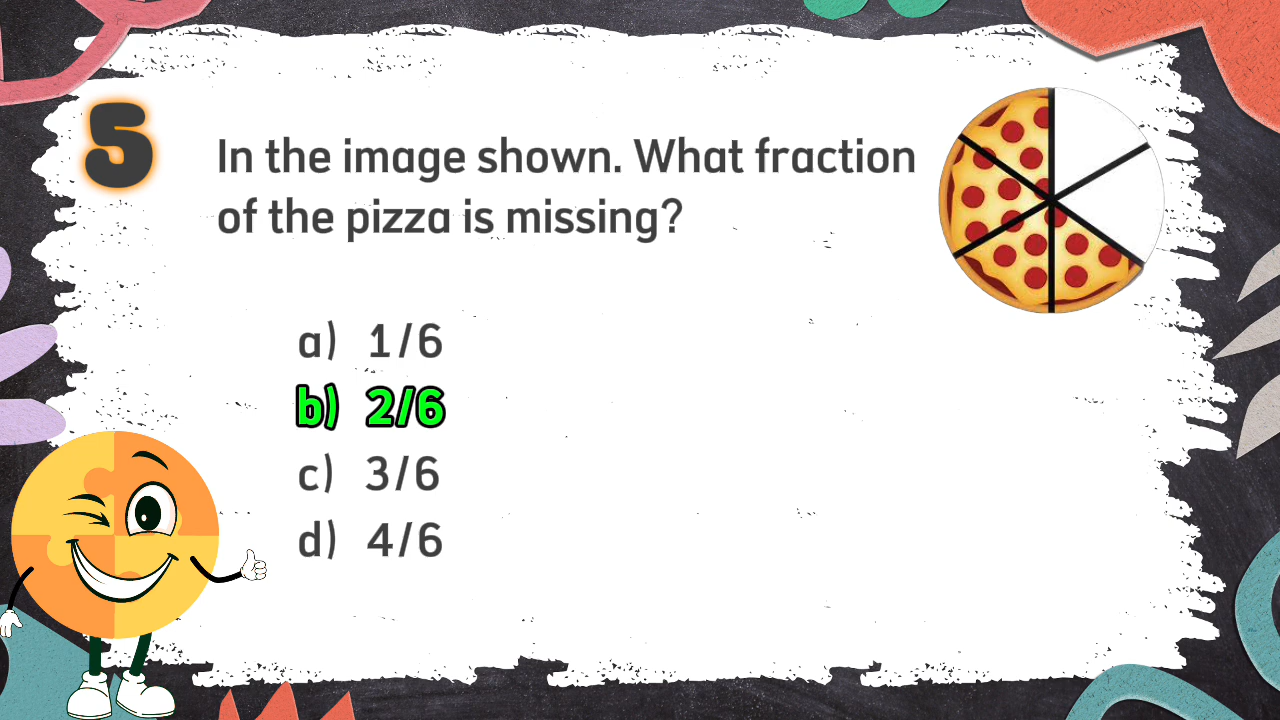 5
In the image shown. What fraction
of the pizza is missing?
a) 1/6
b) 2/6
c) 3/6
d) 4/6